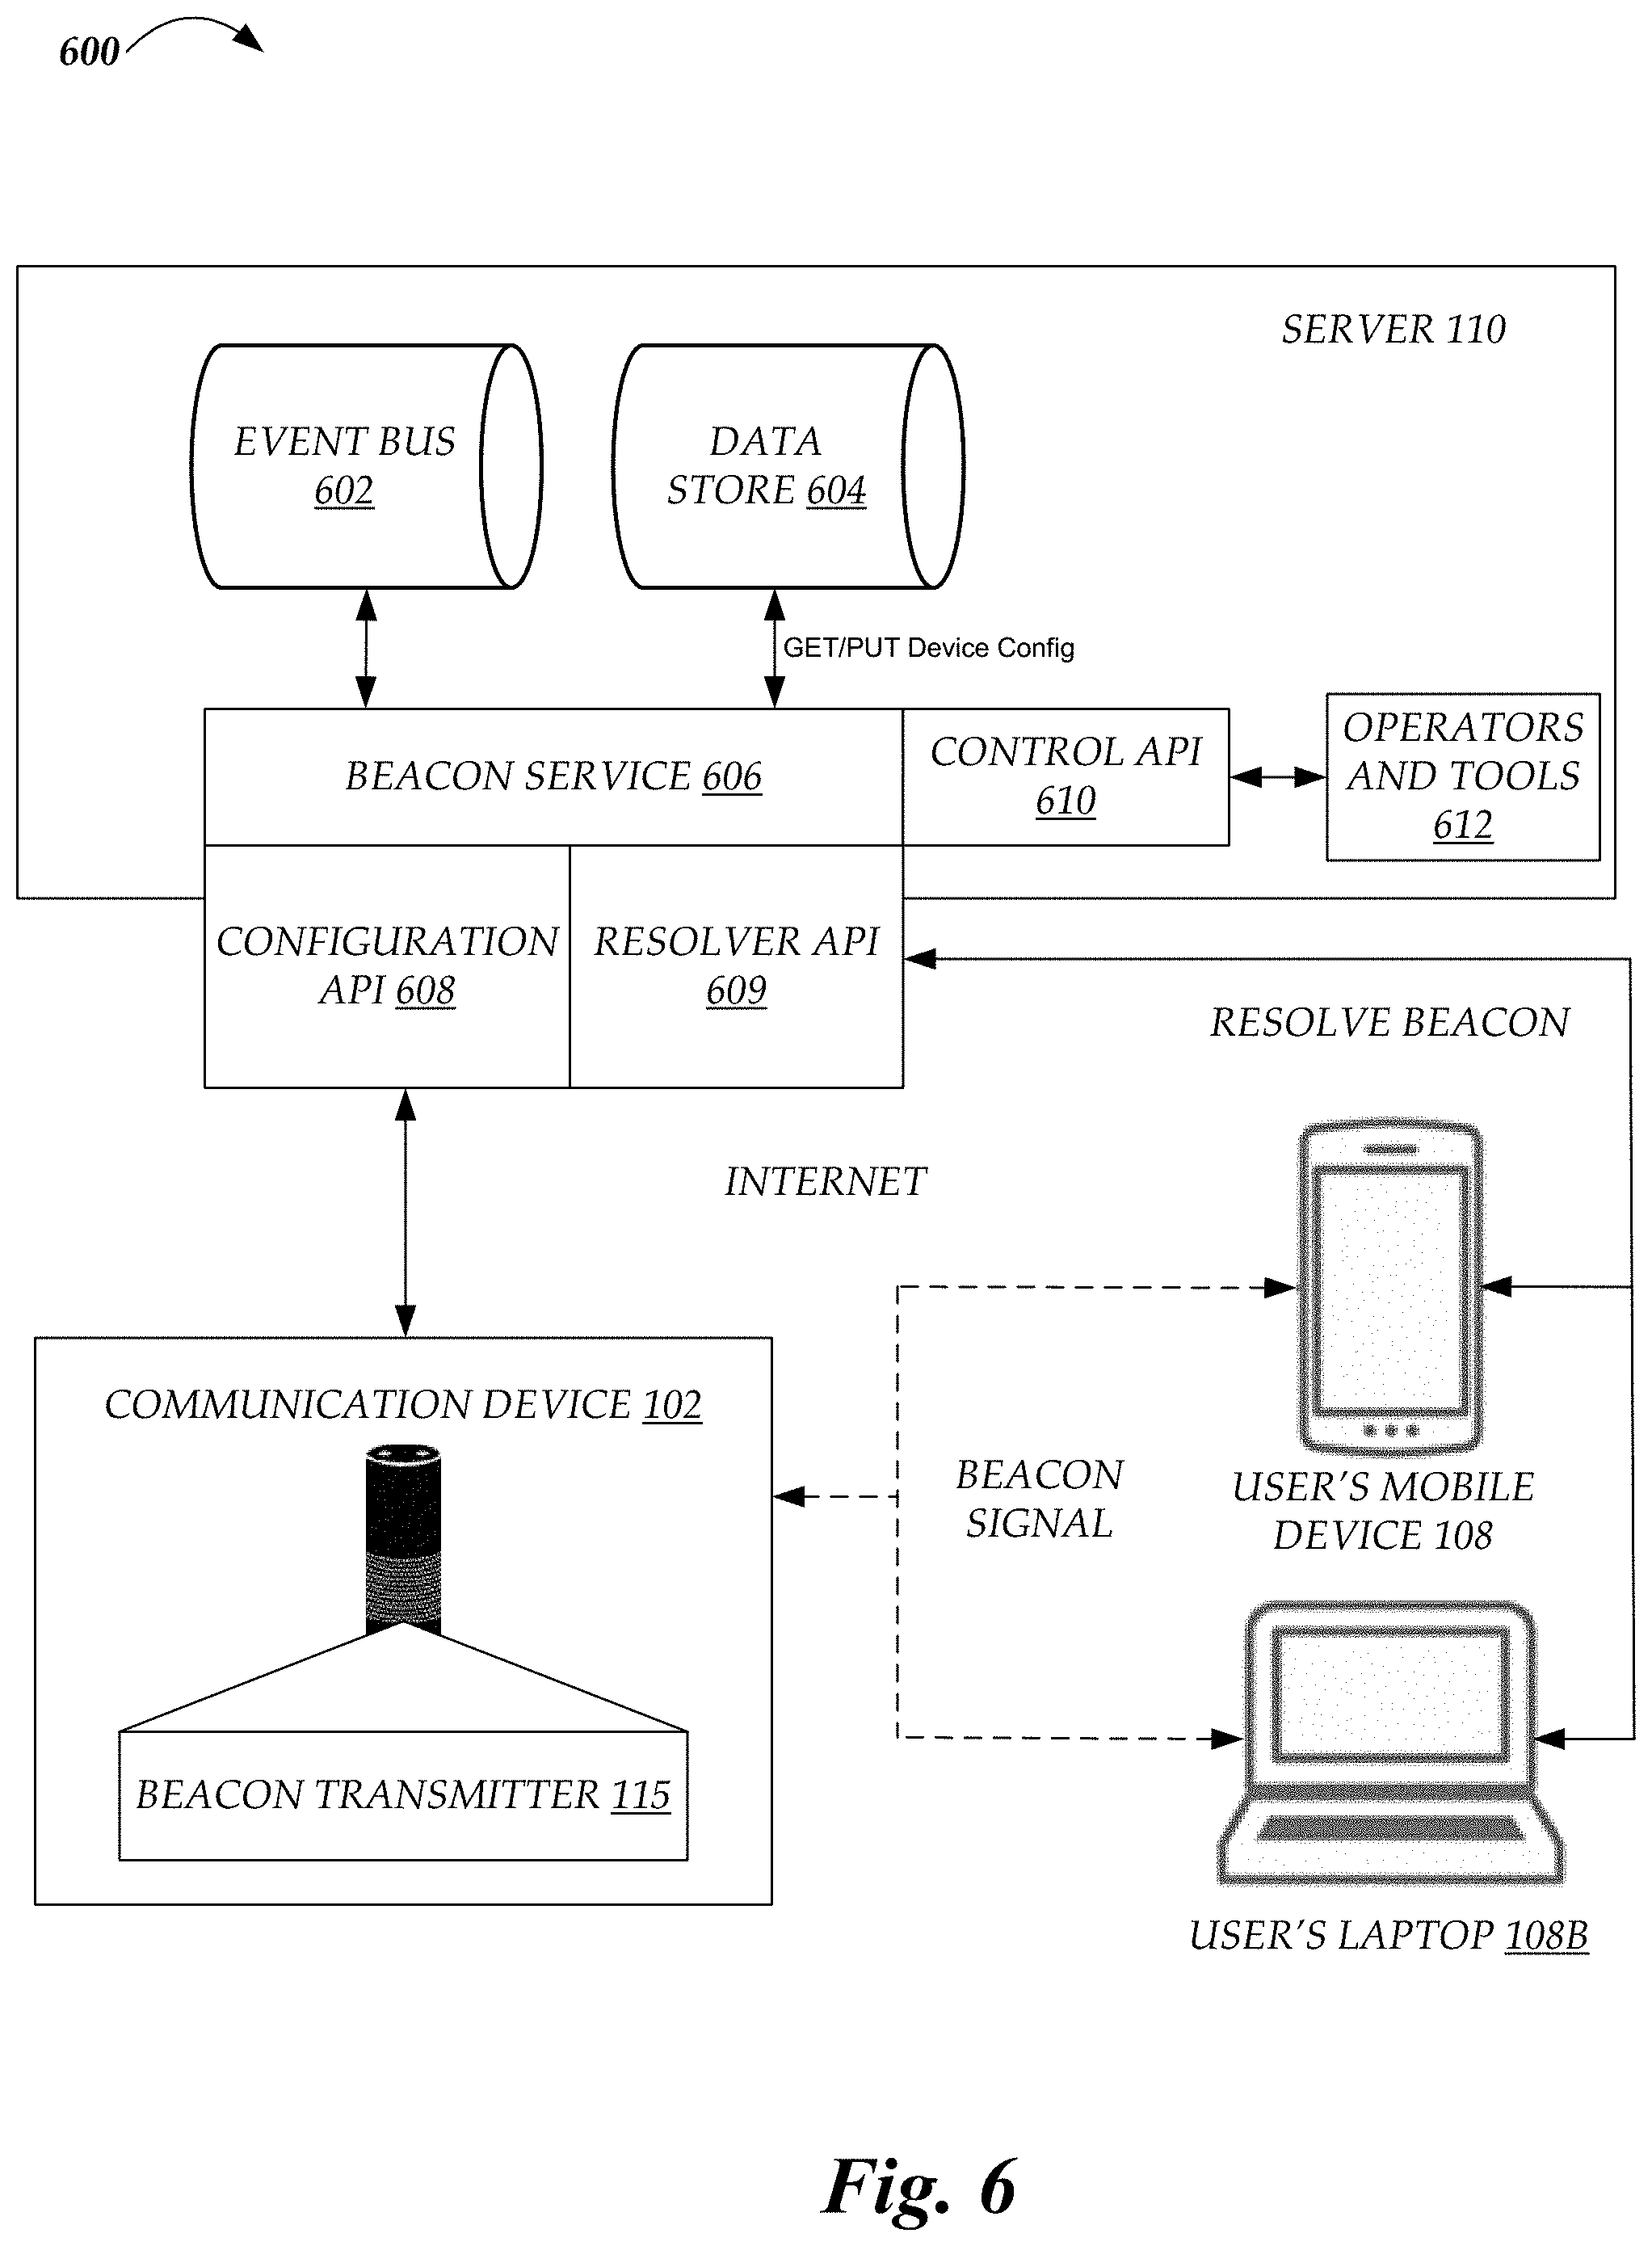 600
SERVER 110
EVENT BUS
602
DATA
STORE 604
GET/PUT Device Config
BEACON SERVICE 606
CONTROL API
610
OPERATORS
AND TOOLS
612
CONFIGURATION
API 608
RESOLVER API
609
RESOLVE BEACON
INTERNET
COMMUNICATION DEVICE 102
BEACON
SIGNAL
USER'S MOBILE
DEVICE 108
BEACON TRANSMITTER 115
USER'S LAPTOP 108B
Fig. 6